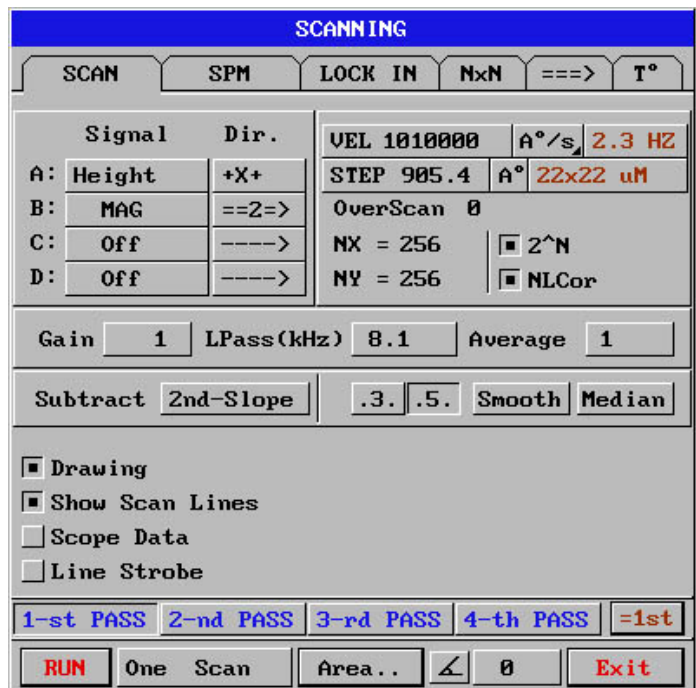 SCANNING
SCAN SPM LOCK IN NxN ===> T°
Signal Dir.
A: Height +X+
B: MAG ==2=>
C: Off ---->
D: Off ---->
VEL 1010000 A°/s 2.3 HZ
STEP 905.4 A° 22x22 uM
OverScan 0
NX = 256 2^N
NY = 256 NLCor
Gain 1 LPass(kHz) 8.1 Average 1
Subtract 2nd-Slope .3. .5. Smooth Median
Drawing
Show Scan Lines
Scope Data
Line Strobe
1-st PASS 2-nd PASS 3-rd PASS 4-th PASS =1st
RUN One Scan Area.. ∠ 0 Exit